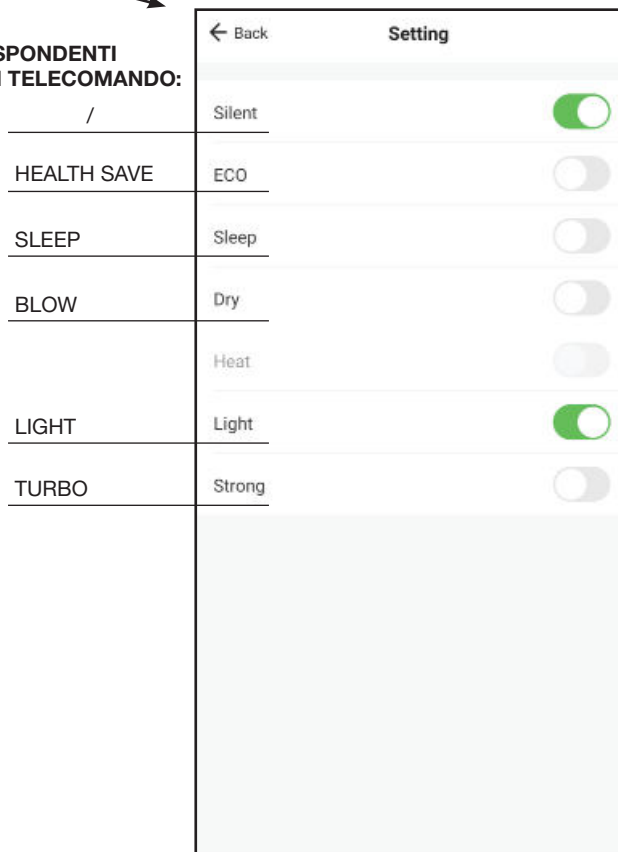 ← Back Setting
SPONDENTI
TELECOMANDO:
/ Silent
HEALTH SAVE ECO
SLEEP Sleep
BLOW Dry
Heat
LIGHT Light
TURBO Strong